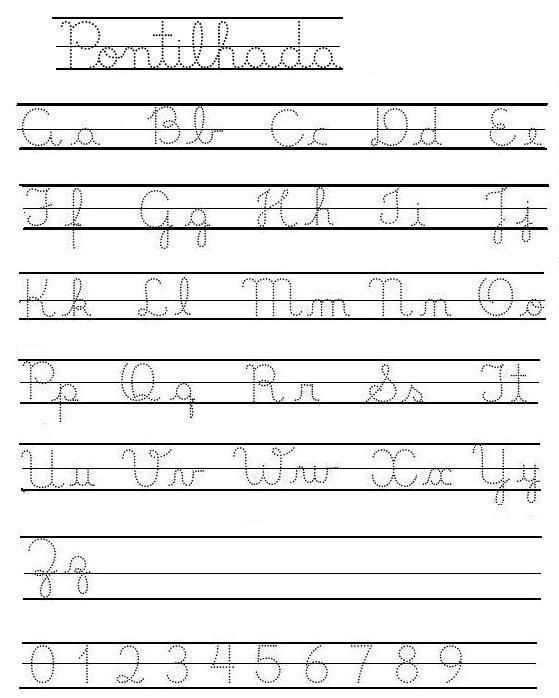 Pontilhada
Aa Bb Cc Dd Ee
Ff Gg Hh Ii Jj
Kk Ll Mm Nn Oo
Pp Qq Rr Ss Tt
Uu Vv Ww Xx Yy
Zz
0 1 2 3 4 5 6 7 8 9